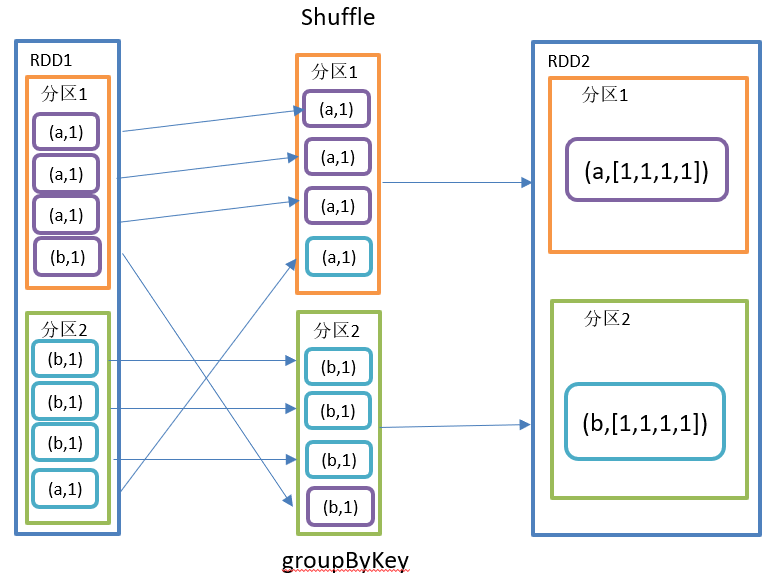 Shuffle
RDD1
分区1
(a,1)
(a,1)
(a,1)
(b,1)
分区2
(b,1)
(b,1)
(b,1)
(a,1)
分区1
(a,1)
(a,1)
(a,1)
(a,1)
分区2
(b,1)
(b,1)
(b,1)
(b,1)
RDD2
分区1
(a,[1,1,1,1])
分区2
(b,[1,1,1,1])
groupByKey